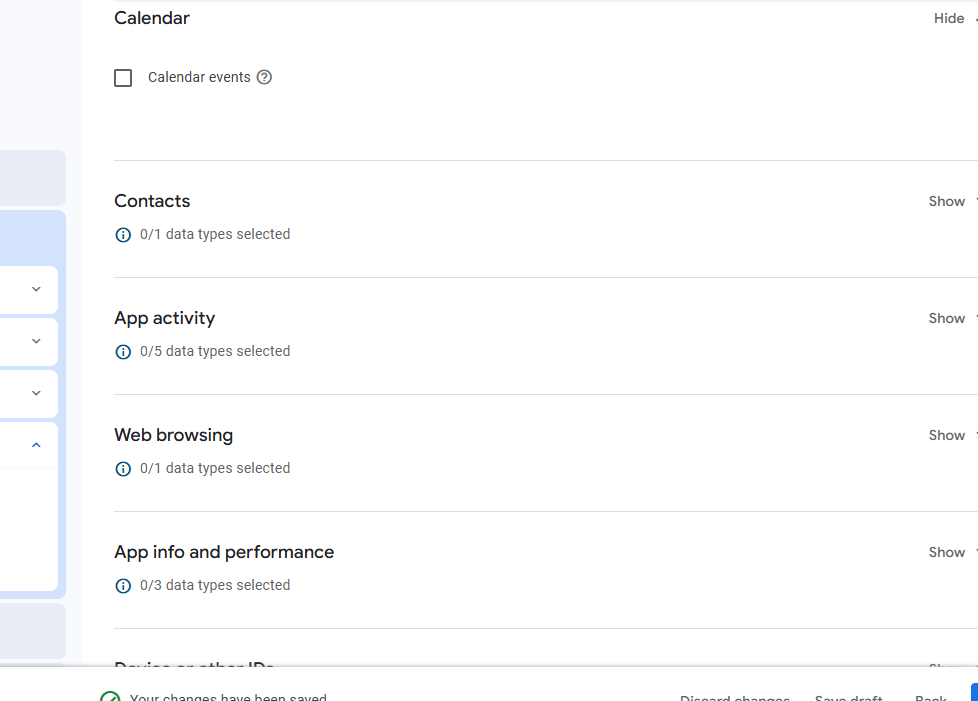 Calendar
Hide
Calendar events
Contacts
Show
0/1 data types selected
App activity
Show
0/5 data types selected
Web browsing
Show
0/1 data types selected
App info and performance
Show
0/3 data types selected
Device or other IDs
Show
Your changes have been saved
Discard changes
Save draft
Back